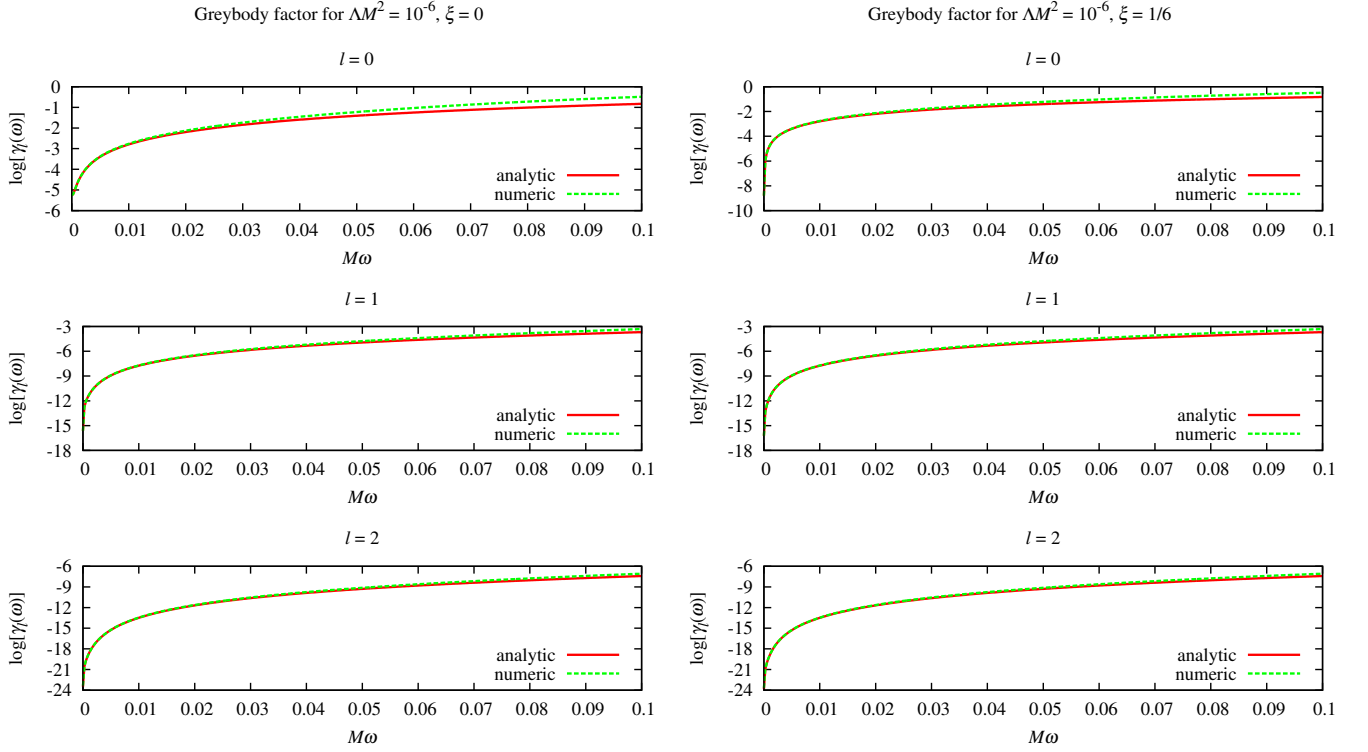 Greybody factor for ΛM² = 10⁻⁶, ξ = 0
l = 0
0
-1
-2
-3
-4
-5
-6
log[γₗ(ω)]
analytic
numeric
0 0.01 0.02 0.03 0.04 0.05 0.06 0.07 0.08 0.09 0.1
Mω
l = 1
-3
-6
-9
-12
-15
-18
log[γₗ(ω)]
analytic
numeric
0 0.01 0.02 0.03 0.04 0.05 0.06 0.07 0.08 0.09 0.1
Mω
l = 2
-6
-9
-12
-15
-18
-21
-24
log[γₗ(ω)]
analytic
numeric
0 0.01 0.02 0.03 0.04 0.05 0.06 0.07 0.08 0.09 0.1
Mω
Greybody factor for ΛM² = 10⁻⁶, ξ = 1/6
l = 0
0
-2
-4
-6
-8
-10
log[γₗ(ω)]
analytic
numeric
0 0.01 0.02 0.03 0.04 0.05 0.06 0.07 0.08 0.09 0.1
Mω
l = 1
-3
-6
-9
-12
-15
-18
log[γₗ(ω)]
analytic
numeric
0 0.01 0.02 0.03 0.04 0.05 0.06 0.07 0.08 0.09 0.1
Mω
l = 2
-6
-9
-12
-15
-18
-21
-24
log[γₗ(ω)]
analytic
numeric
0 0.01 0.02 0.03 0.04 0.05 0.06 0.07 0.08 0.09 0.1
Mω